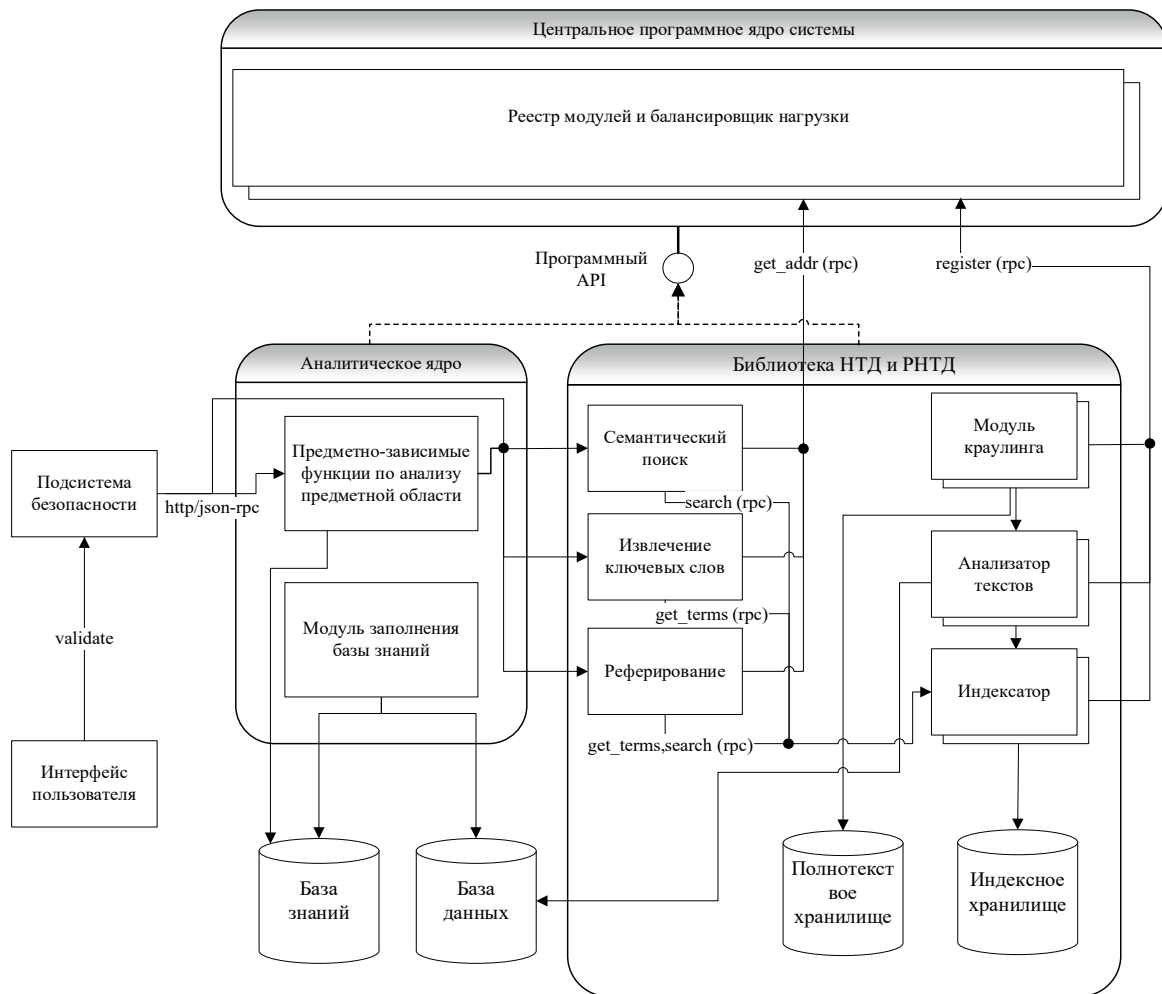 Центральное программное ядро системы
Реестр модулей и балансировщик нагрузки
Программный
API
get_addr (rpc)
register (rpc)
Аналитическое ядро
Библиотека НТД и РНТД
Предметно-зависимые
функции по анализу
предметной области
Семантический
поиск
Модуль
краулинга
Подсистема
безопасности
http/json-rpc
search (rpc)
Извлечение
ключевых слов
Анализатор
текстов
get_terms (rpc)
Модуль заполнения
базы знаний
validate
Реферирование
Индексатор
get_terms,search (rpc)
Интерфейс
пользователя
База
знаний
База
данных
Полнотекст
вое
хранилище
Индексное
хранилище